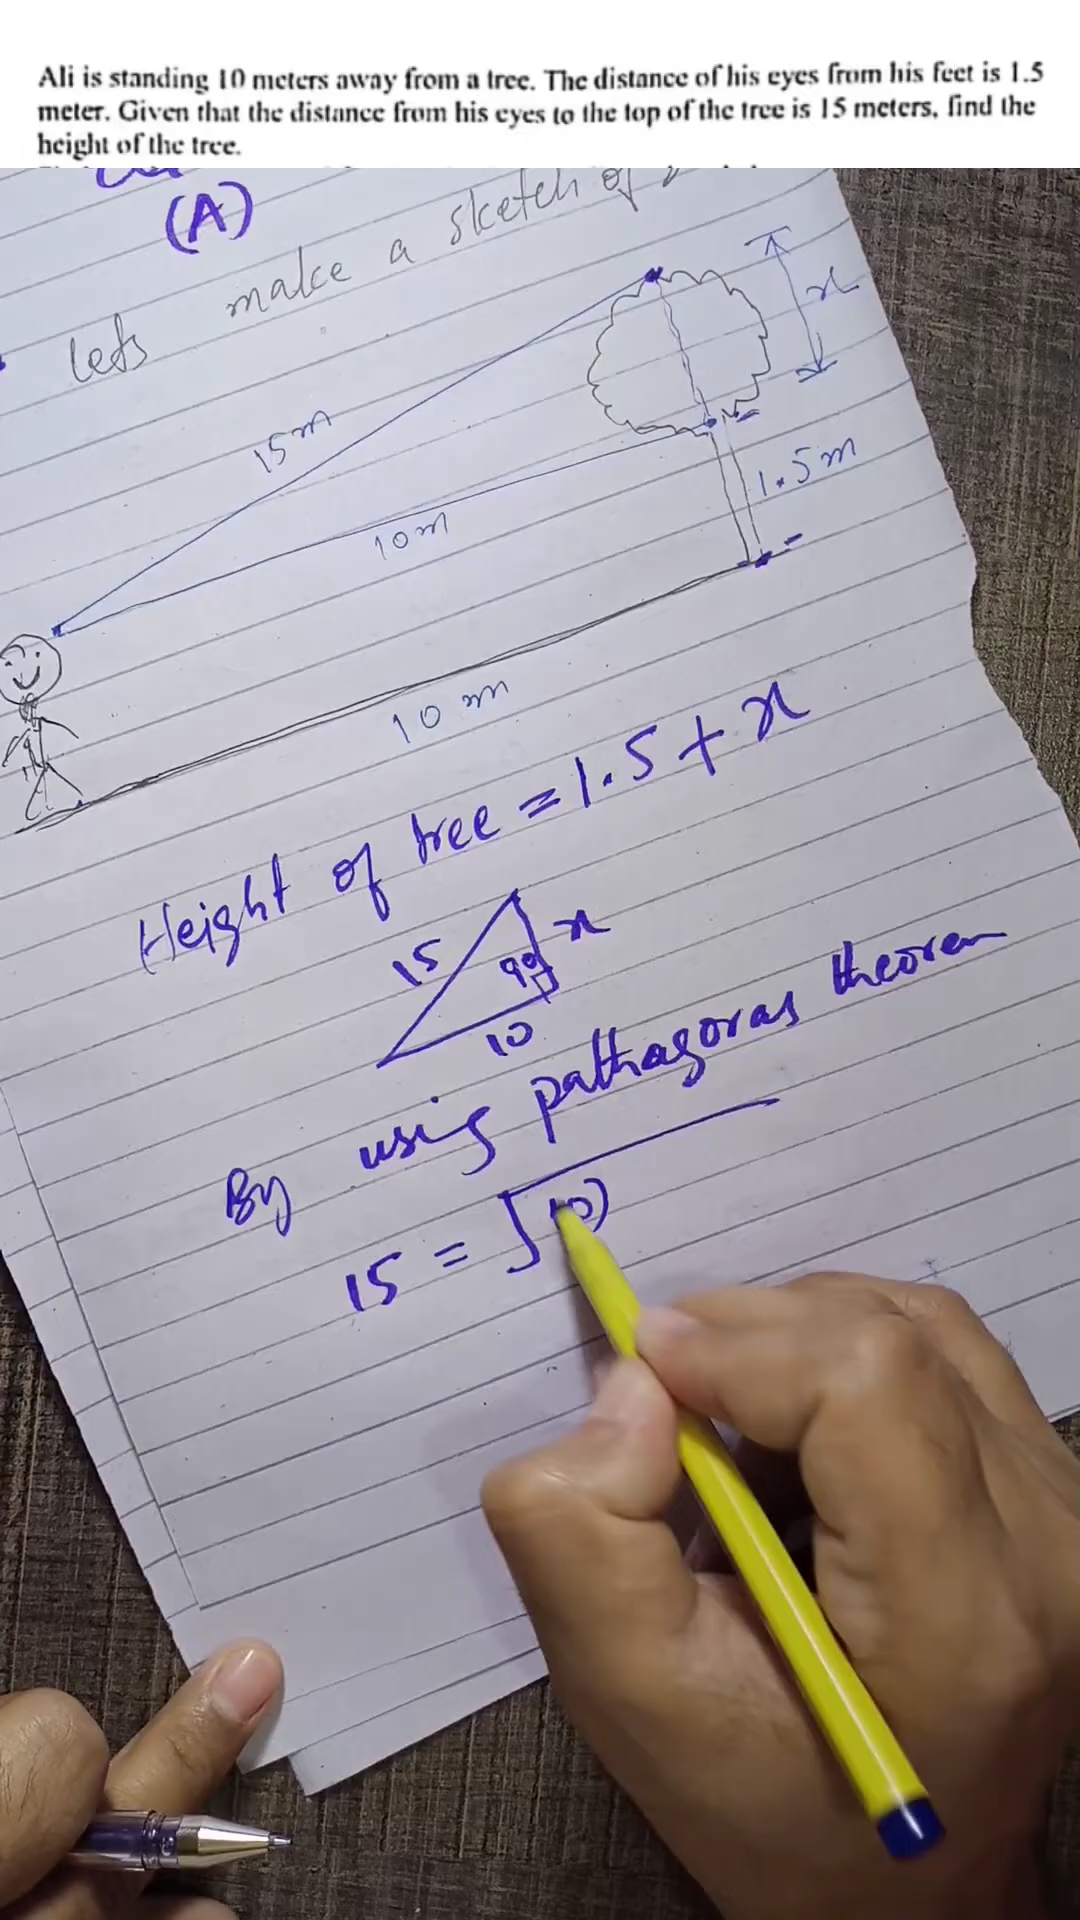 Ali is standing 10 meters away from a tree. The distance of his eyes from his feet is 1.5
meter. Given that the distance from his eyes to the top of the tree is 15 meters, find the
height of the tree.
(A)
lets make a sketch of
x
15m
1.5m
10m
10 m
Height of tree = 1.5 + x
15
x
90
10
By using pathagoras theorem
15 = √(10)